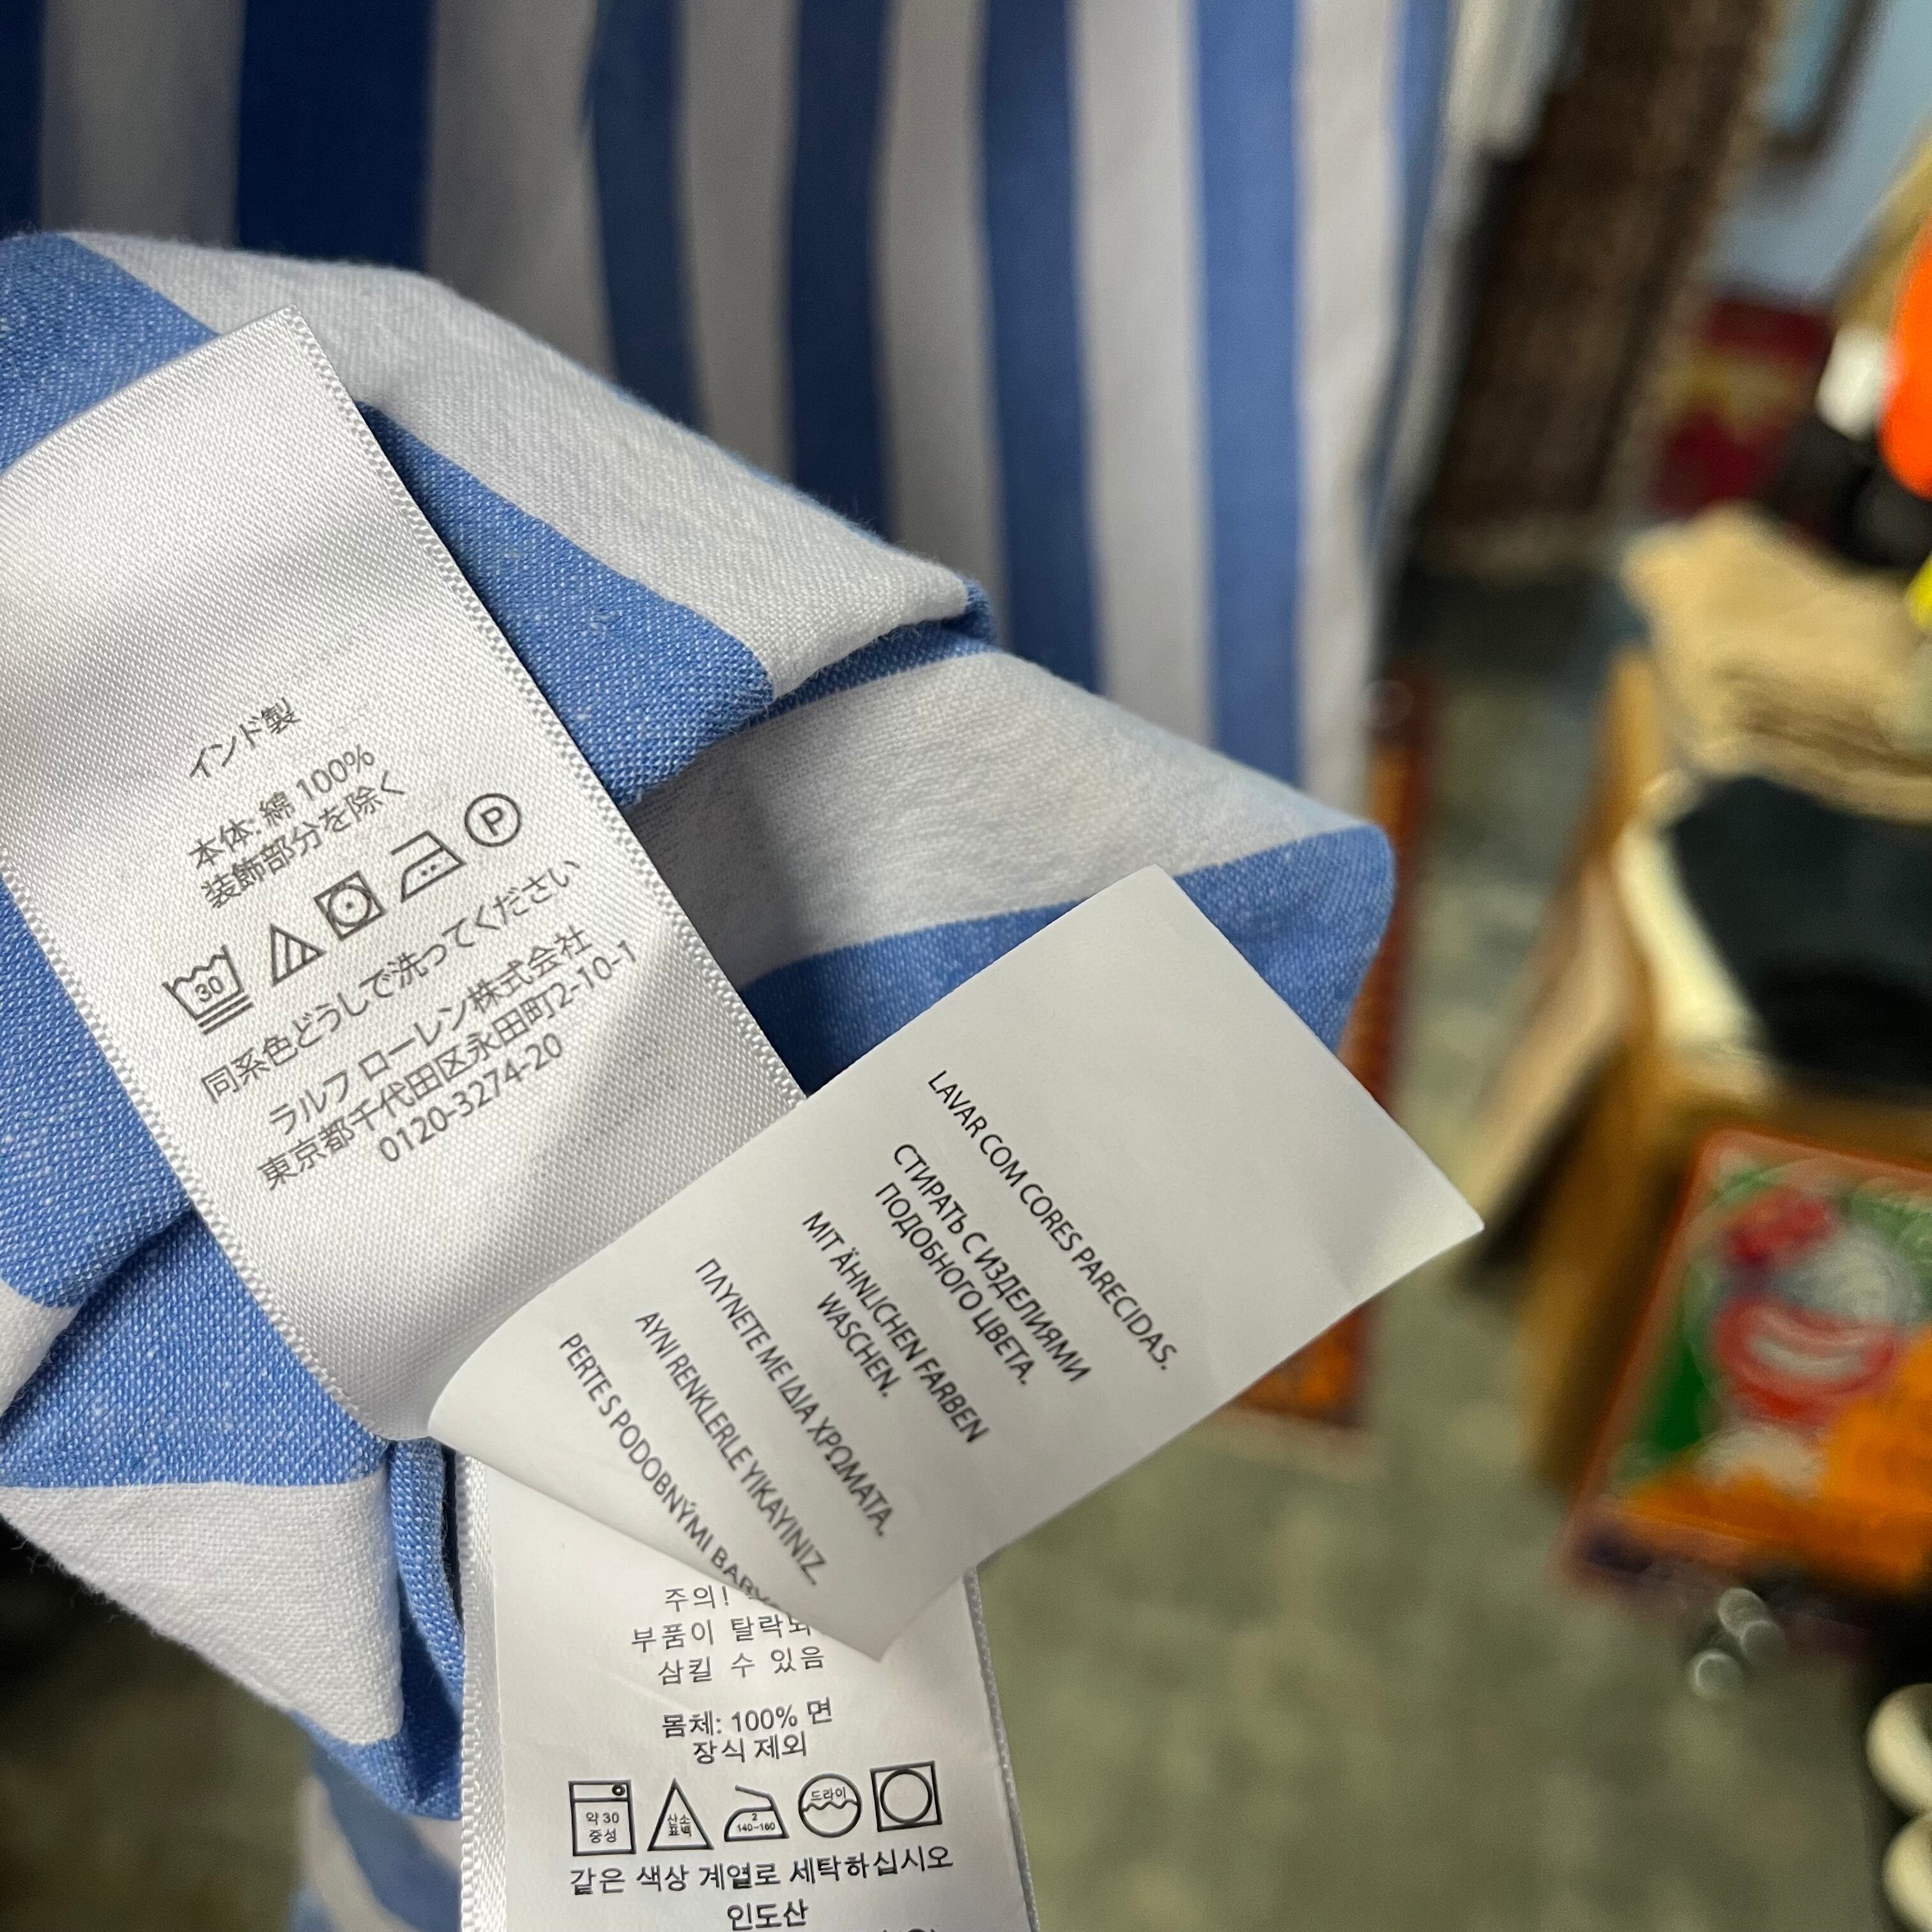 インド製
本体: 綿 100%
装飾部分を除く
P
30
同系色どうしで洗ってください
ラルフ ローレン株式会社
東京都千代田区永田町2-10-1
0120-3274-20
LAVAR COM CORES PARECIDAS.
СТИРАТЬ С ИЗДЕЛИЯМИ
ПОДОБНОГО ЦВЕТА.
MIT ÄHNLICHEN FARBEN
WASCHEN.
ΠΛΥΝΕΤΕ ΜΕ ΙΔΙΑ ΧΡΩΜΑΤΑ.
AYNI RENKLERLE YIKAYINIZ.
PERTE S PODOBNÝMI
주의!
부품이
삼킬 수 있음
몸체: 100% 면
장식 제외
약 30
중성
산소
표백
2
140-160
드라이
같은 색상 계열로 세탁하십시오
인도산